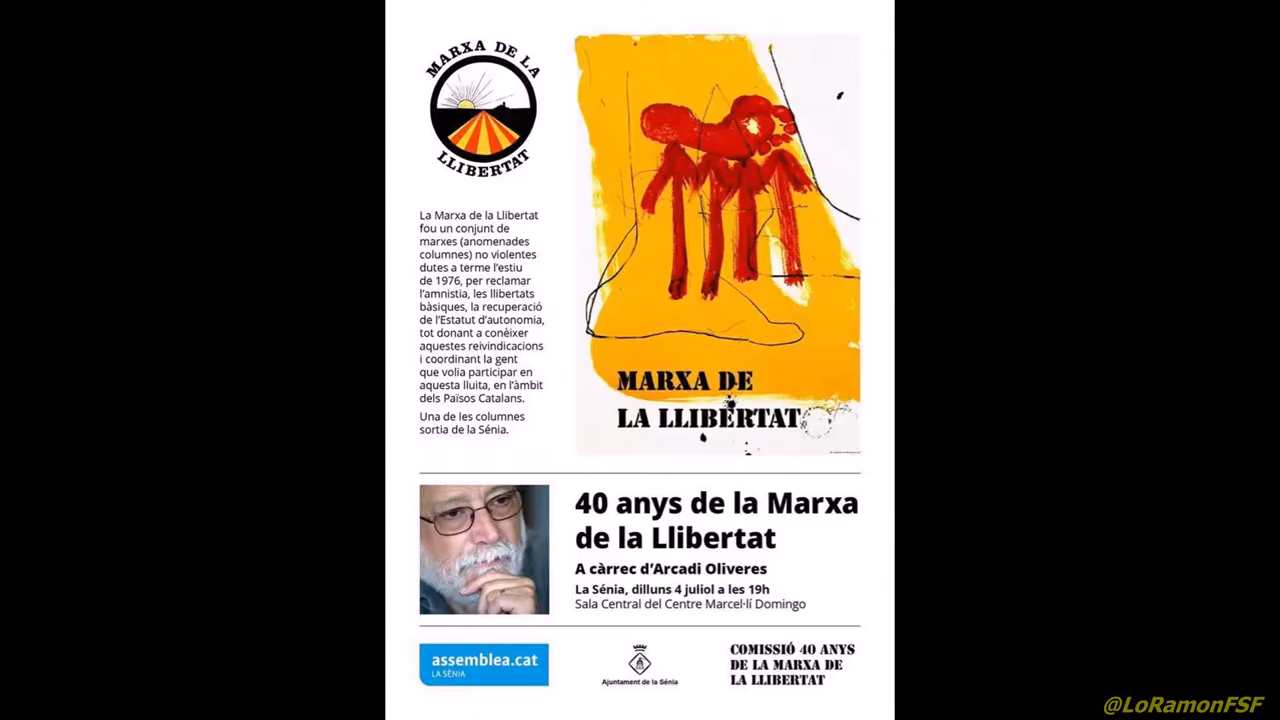 MARXA DE LA
LLIBERTAT
La Marxa de la Llibertat
fou un conjunt de
marxes (anomenades
columnes) no violentes
dutes a terme l'estiu
de 1976, per reclamar
l'amnistia, les llibertats
bàsiques, la recuperació
de l'Estatut d'autonomia,
tot donant a conèixer
aquestes reivindicacions
i coordinant la gent
que volia participar en
aquesta lluita, en l'àmbit
dels Països Catalans.
Una de les columnes
sortia de la Sénia.
MARXA DE
LA LLIBERTAT
40 anys de la Marxa
de la Llibertat
A càrrec d'Arcadi Oliveres
La Sénia, dilluns 4 juliol a les 19h
Sala Central del Centre Marcel·lí Domingo
assemblea.cat
LA SÉNIA
Ajuntament de la Sénia
COMISSIÓ 40 ANYS
DE LA MARXA DE
LA LLIBERTAT
@LoRamonFSF